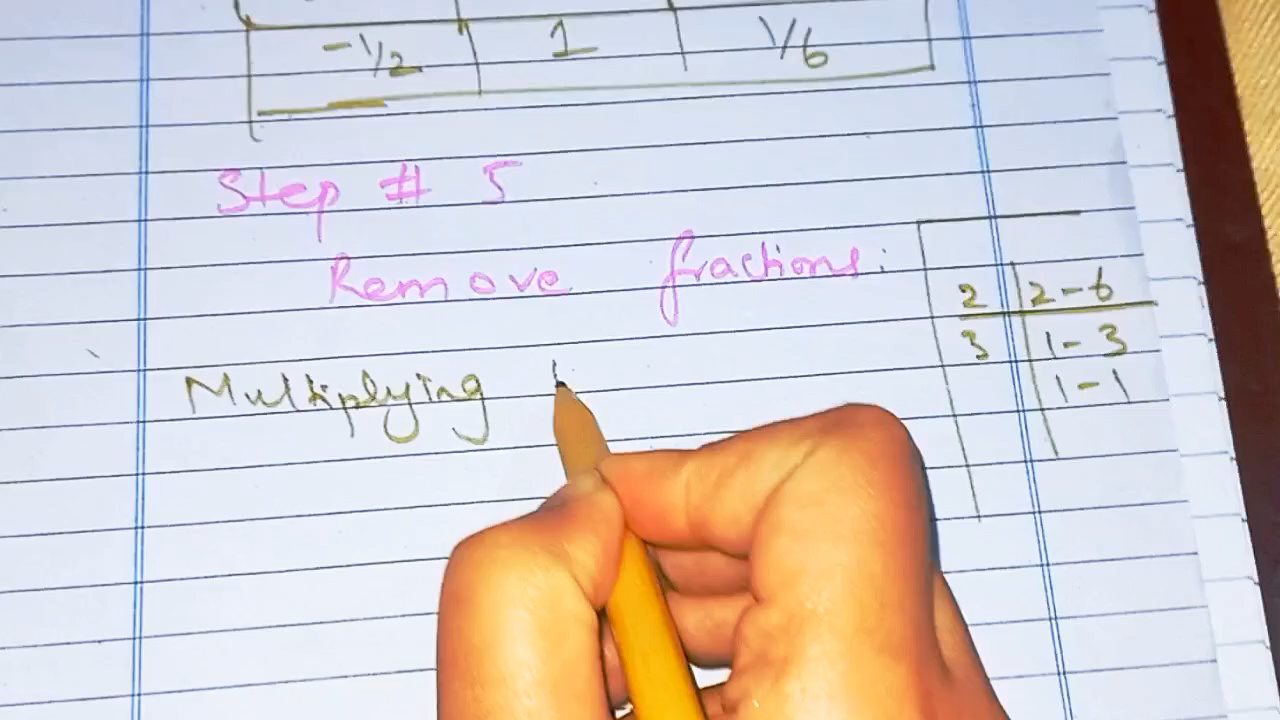 -1/2 1 1/6
Step # 5
Remove fractions:
2 2-6
3 1-3
1-1
Multiplying